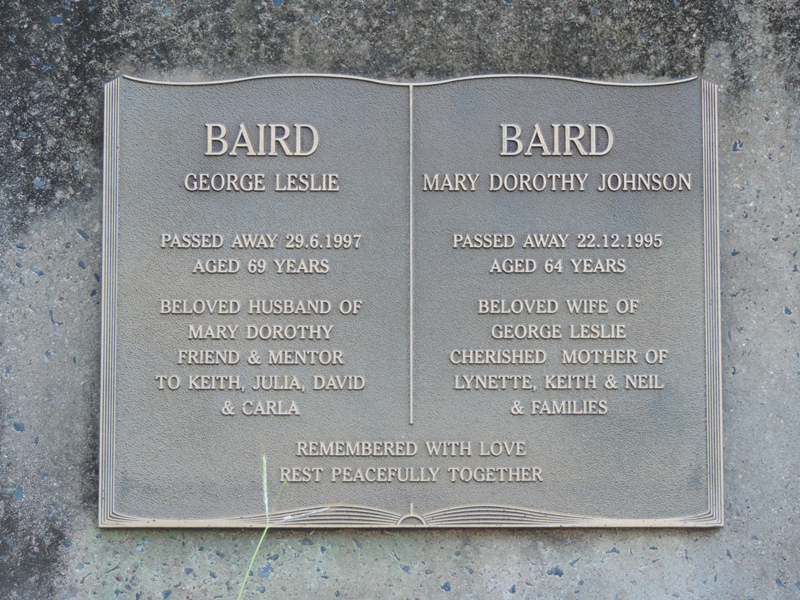 BAIRD
GEORGE LESLIE
PASSED AWAY 29.6.1997
AGED 69 YEARS
BELOVED HUSBAND OF
MARY DOROTHY
FRIEND & MENTOR
TO KEITH, JULIA, DAVID
& CARLA
BAIRD
MARY DOROTHY JOHNSON
PASSED AWAY 22.12.1995
AGED 64 YEARS
BELOVED WIFE OF
GEORGE LESLIE
CHERISHED MOTHER OF
LYNETTE, KEITH & NEIL
& FAMILIES
REMEMBERED WITH LOVE
REST PEACEFULLY TOGETHER